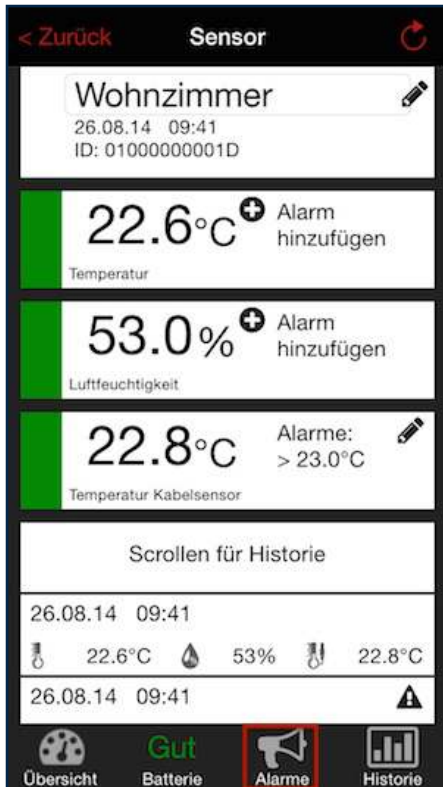 < Zurück Sensor
Wohnzimmer
26.08.14 09:41
ID: 01000000001D
22.6°C Alarm
hinzufügen
Temperatur
53.0% Alarm
hinzufügen
Luftfeuchtigkeit
22.8°C Alarme:
> 23.0°C
Temperatur Kabelsensor
Scrollen für Historie
26.08.14 09:41
22.6°C 53% 22.8°C
26.08.14 09:41
Gut
Übersicht Batterie Alarme Historie